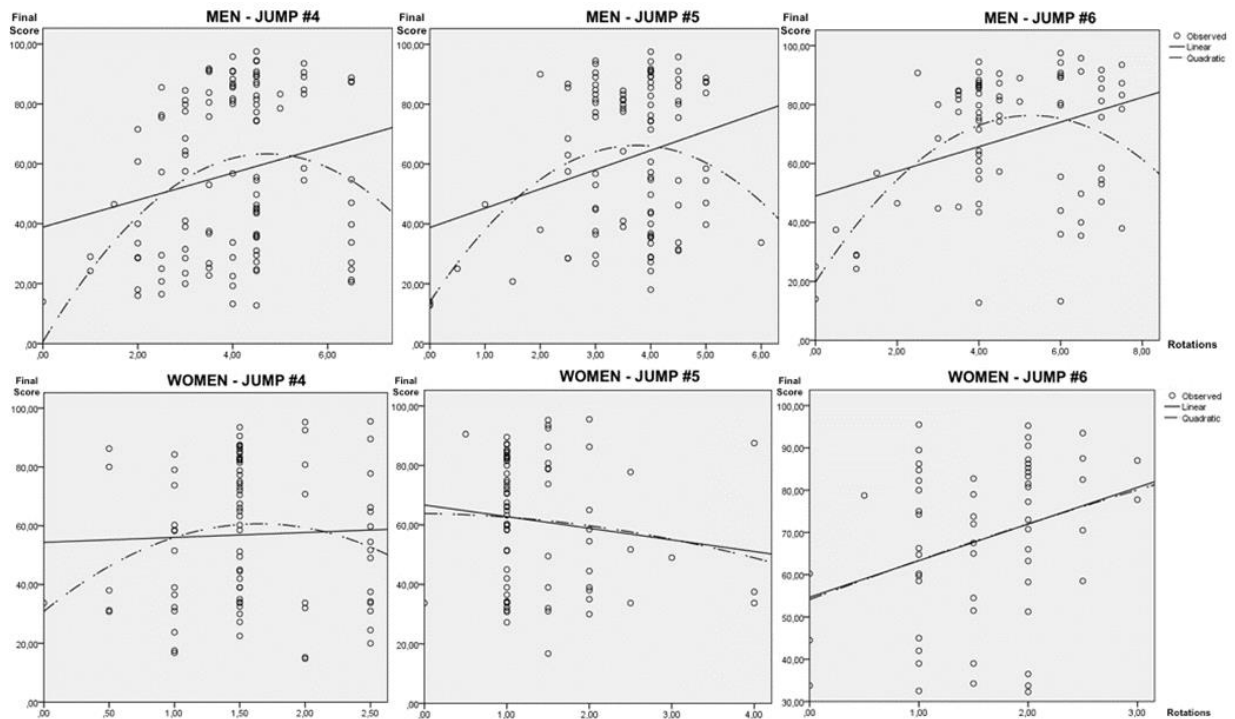 MEN - JUMP #4
Final
Score
100,00
80,00
60,00
40,00
20,00
,00
,00 2,00 4,00 6,00
MEN - JUMP #5
100,00
80,00
60,00
40,00
20,00
,00
,00 1,00 2,00 3,00 4,00 5,00 6,00
MEN - JUMP #6
Final
Score
100,00
80,00
60,00
40,00
20,00
,00
,00 2,00 4,00 6,00 8,00
Rotations
Observed
Linear
Quadratic
WOMEN - JUMP #4
Final
Score
100,00
80,00
60,00
40,00
20,00
,00
,00 ,50 1,00 1,50 2,00 2,50
WOMEN - JUMP #5
Final
Score
100,00
80,00
60,00
40,00
20,00
,00
,00 1,00 2,00 3,00 4,00
WOMEN - JUMP #6
Final
Score
100,00
90,00
80,00
70,00
60,00
50,00
40,00
30,00
,00 1,00 2,00 3,00
Rotations
Observed
Linear
Quadratic